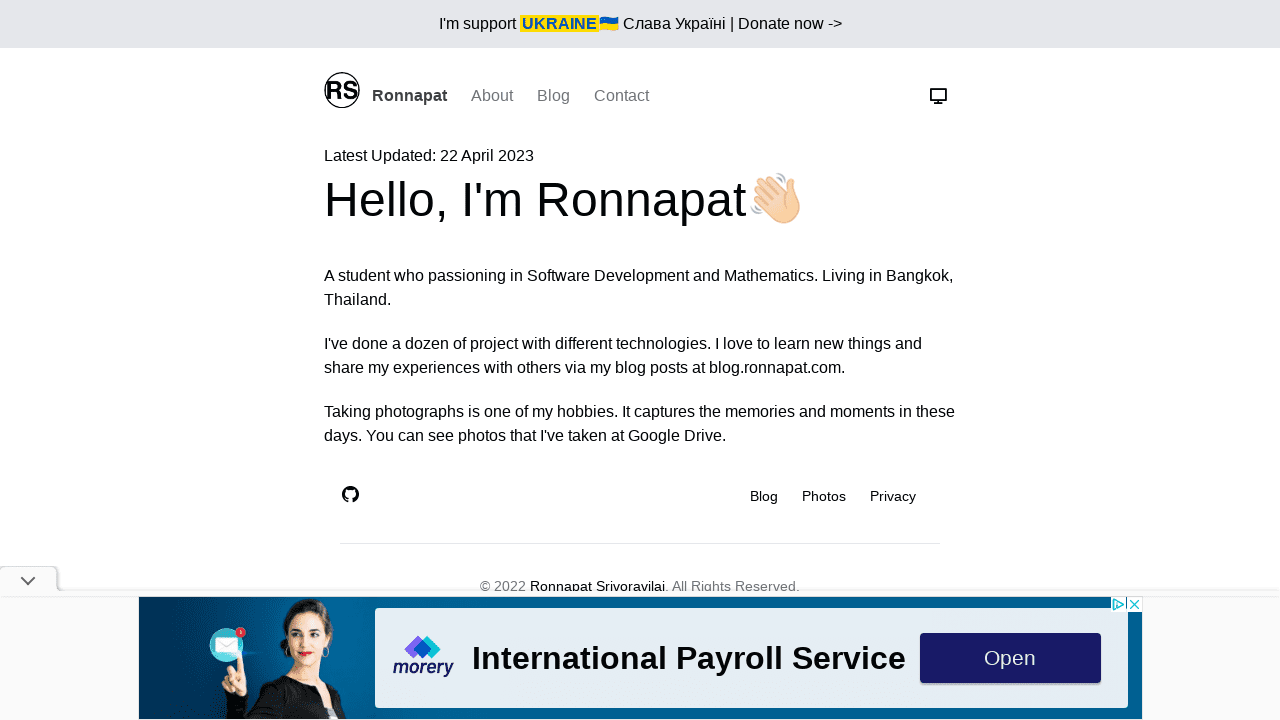 I'm support UKRAINE🇺🇦 Слава Україні | Donate now ->
RS Ronnapat About Blog Contact
Latest Updated: 22 April 2023
Hello, I'm Ronnapat👋🏻
A student who passioning in Software Development and Mathematics. Living in Bangkok,
Thailand.
I've done a dozen of project with different technologies. I love to learn new things and
share my experiences with others via my blog posts at blog.ronnapat.com.
Taking photographs is one of my hobbies. It captures the memories and moments in these
days. You can see photos that I've taken at Google Drive.
Blog Photos Privacy
© 2022 Ronnapat Srivoravilai. All Rights Reserved.
morery
International Payroll Service
Open